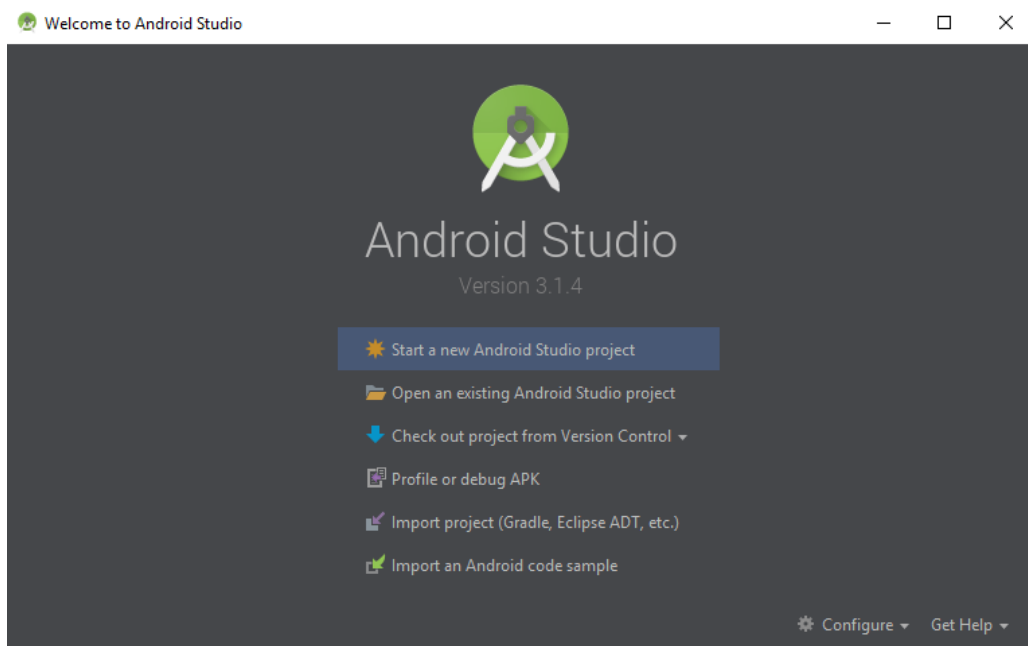 Welcome to Android Studio
Android Studio
Version 3.1.4
Start a new Android Studio project
Open an existing Android Studio project
Check out project from Version Control
Profile or debug APK
Import project (Gradle, Eclipse ADT, etc.)
Import an Android code sample
Configure Get Help